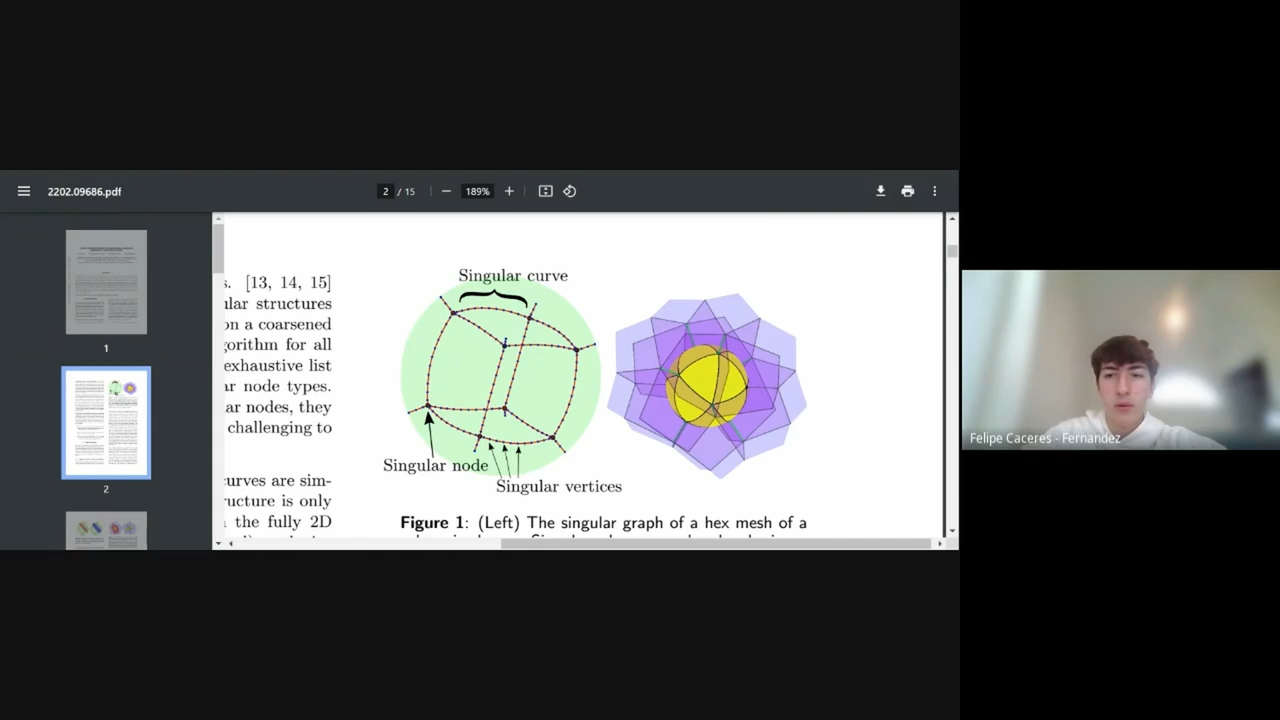 2202.09686.pdf
2 / 15
189%
1
2
s. [13, 14, 15]
ular structures
on a coarsened
gorithm for all
exhaustive list
ar node types.
ar nodes, they
challenging to
curves are sim-
ructure is only
the fully 2D
Singular curve
Singular node
Singular vertices
Figure 1: (Left) The singular graph of a hex mesh of a
Felipe Caceres - Fernandez